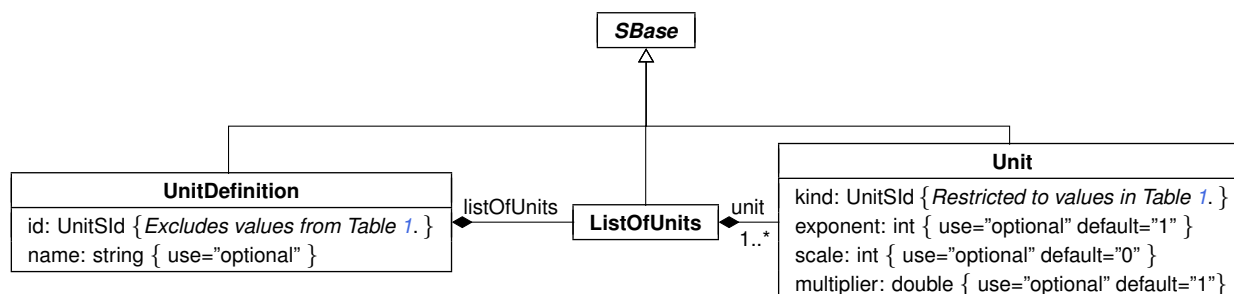 SBase
UnitDefinition
id: UnitSId { Excludes values from Table 1. }
name: string { use="optional" }
listOfUnits
ListOfUnits
unit
1..*
Unit
kind: UnitSId { Restricted to values in Table 1. }
exponent: int { use=”optional” default=”1” }
scale: int { use=”optional” default=”0” }
multiplier: double { use=”optional” default=”1”}